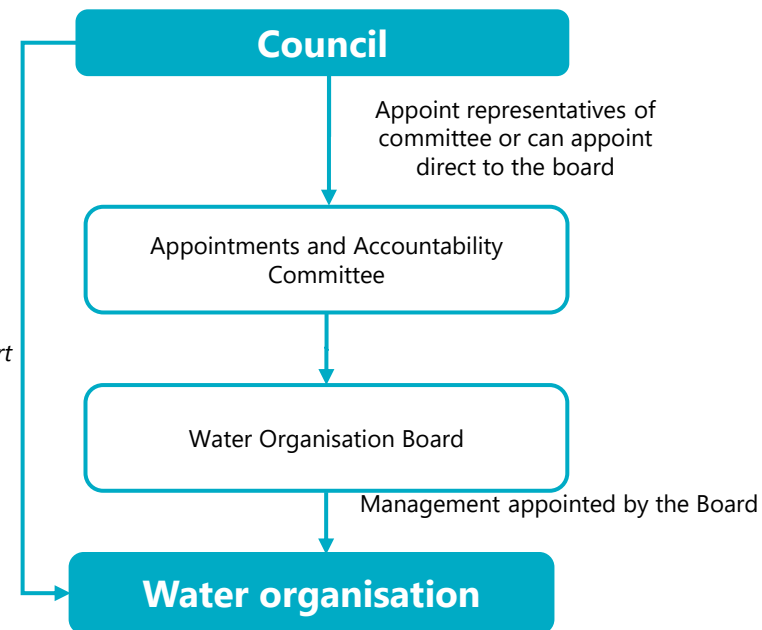 Council
Appoint representatives of
committee or can appoint
direct to the board
Appointments and Accountability
Committee
Water Organisation Board
Management appointed by the Board
Water organisation